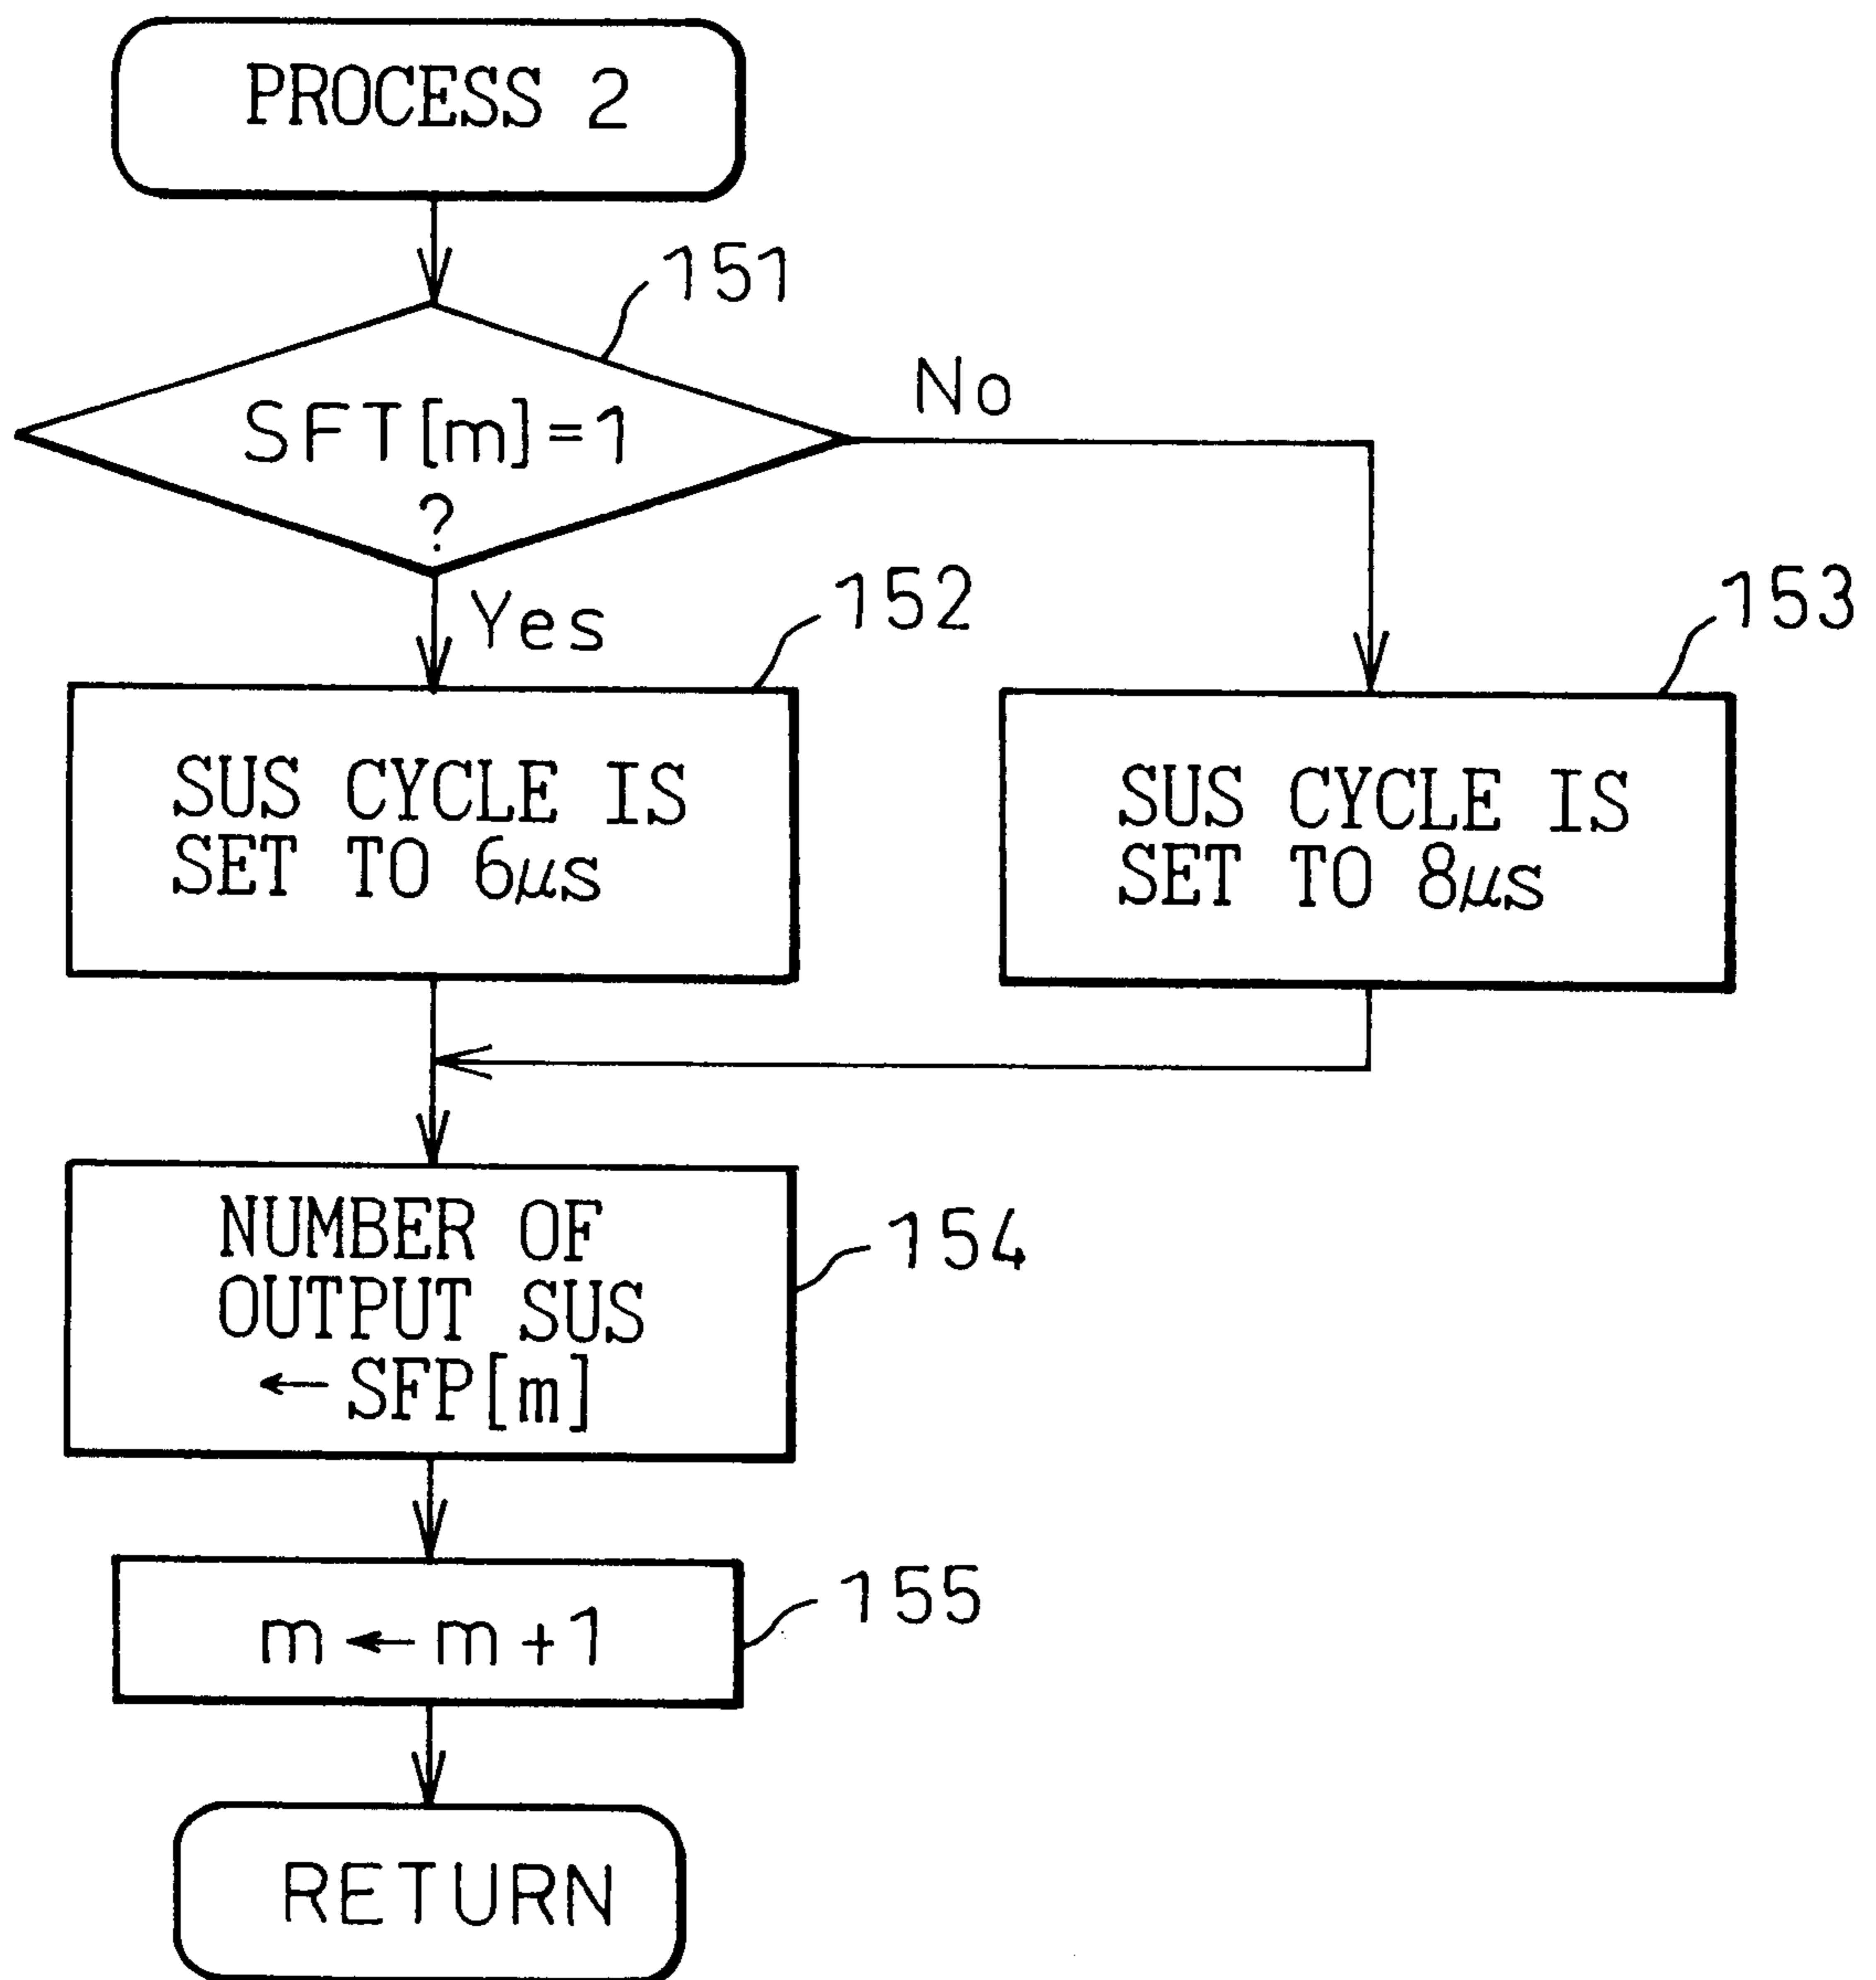 PROCESS 2
151
SFT[m]=1
?
No
Yes
152
SUS CYCLE IS
SET TO 6μs
153
SUS CYCLE IS
SET TO 8μs
NUMBER OF
OUTPUT SUS
← SFP[m]
154
m ← m + 1
155
RETURN